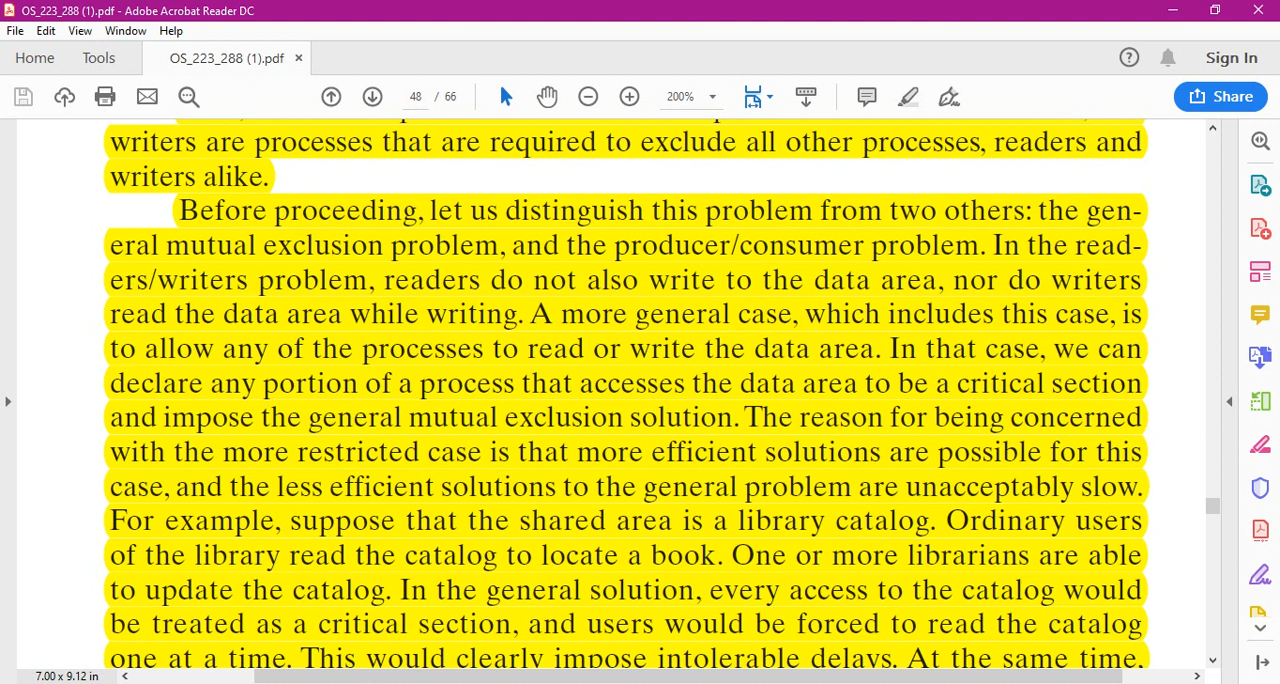 OS_223_288 (1).pdf - Adobe Acrobat Reader DC
File Edit View Window Help
Home Tools OS_223_288 (1).pdf × Sign In
48 / 66 200% Share
writers are processes that are required to exclude all other processes, readers and
writers alike.
Before proceeding, let us distinguish this problem from two others: the gen-
eral mutual exclusion problem, and the producer/consumer problem. In the read-
ers/writers problem, readers do not also write to the data area, nor do writers
read the data area while writing. A more general case, which includes this case, is
to allow any of the processes to read or write the data area. In that case, we can
declare any portion of a process that accesses the data area to be a critical section
and impose the general mutual exclusion solution. The reason for being concerned
with the more restricted case is that more efficient solutions are possible for this
case, and the less efficient solutions to the general problem are unacceptably slow.
For example, suppose that the shared area is a library catalog. Ordinary users
of the library read the catalog to locate a book. One or more librarians are able
to update the catalog. In the general solution, every access to the catalog would
be treated as a critical section, and users would be forced to read the catalog
one at a time. This would clearly impose intolerable delays. At the same time,
7.00 x 9.12 in